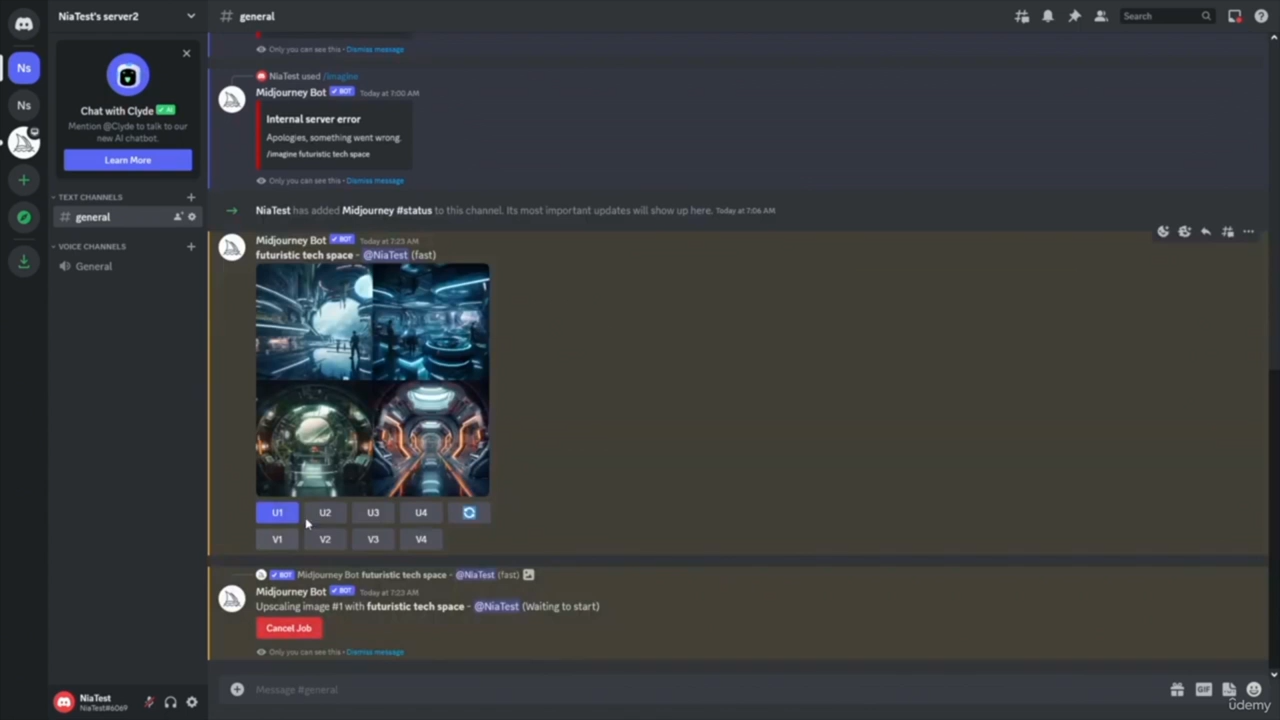 NiaTest's server2
general
Search
Ns
Ns
Chat with Clyde AI
Mention @Clyde to talk to our
new AI chatbot.
Learn More
TEXT CHANNELS
general
VOICE CHANNELS
General
Only you can see this • Dismiss message
NiaTest used /imagine
Midjourney Bot BOT Today at 7:00 AM
Internal server error
Apologies, something went wrong.
/imagine futuristic tech space
Only you can see this • Dismiss message
NiaTest has added Midjourney #status to this channel. Its most important updates will show up here. Today at 7:06 AM
Midjourney Bot BOT Today at 7:23 AM
futuristic tech space - @NiaTest (fast)
U1 U2 U3 U4
V1 V2 V3 V4
BOT Midjourney Bot futuristic tech space - @NiaTest (fast)
Midjourney Bot BOT Today at 7:23 AM
Upscaling image #1 with futuristic tech space - @NiaTest (Waiting to start)
Cancel Job
Only you can see this • Dismiss message
Message #general
GIF
NiaTest
NiaTest#6069
ûdemy